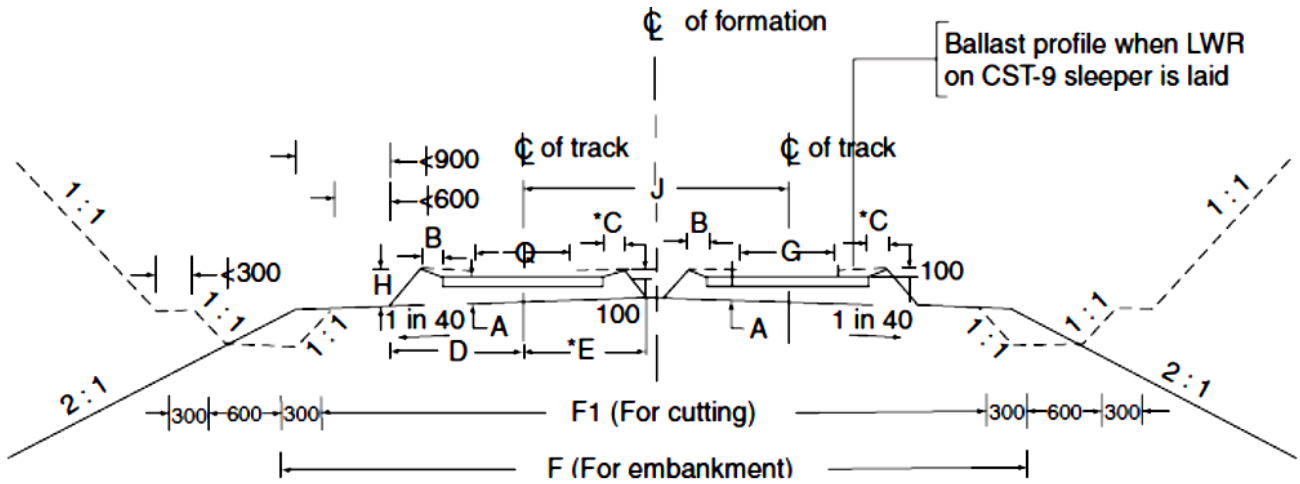 ℄ of formation
Ballast profile when LWR
on CST-9 sleeper is laid
℄ of track
℄ of track
<900
<600
J
1 : 1
1 : 1
B
Q
*C
B
G
*C
<300
H
100
1 : 1
1 : 1
1 in 40
A
100
A
1 in 40
1 : 1
1 : 1
D
*E
2 : 1
2 : 1
300
600
300
F1 (For cutting)
300
600
300
F (For embankment)